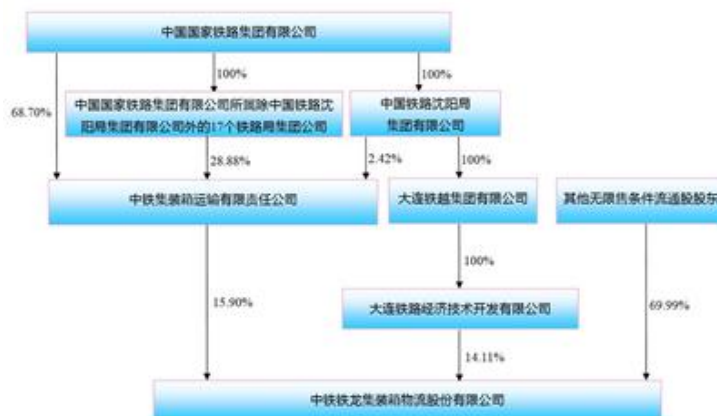 中国国家铁路集团有限公司
100%
100%
68.70%
中国国家铁路集团有限公司所属除中国铁路沈
阳局集团有限公司外的17个铁路局集团公司
中国铁路沈阳局
集团有限公司
28.88%
2.42%
100%
中铁集装箱运输有限责任公司
大连铁越集团有限公司
其他无限售条件流通股股东
100%
15.90%
大连铁路经济技术开发有限公司
69.99%
14.11%
中铁铁龙集装箱物流股份有限公司